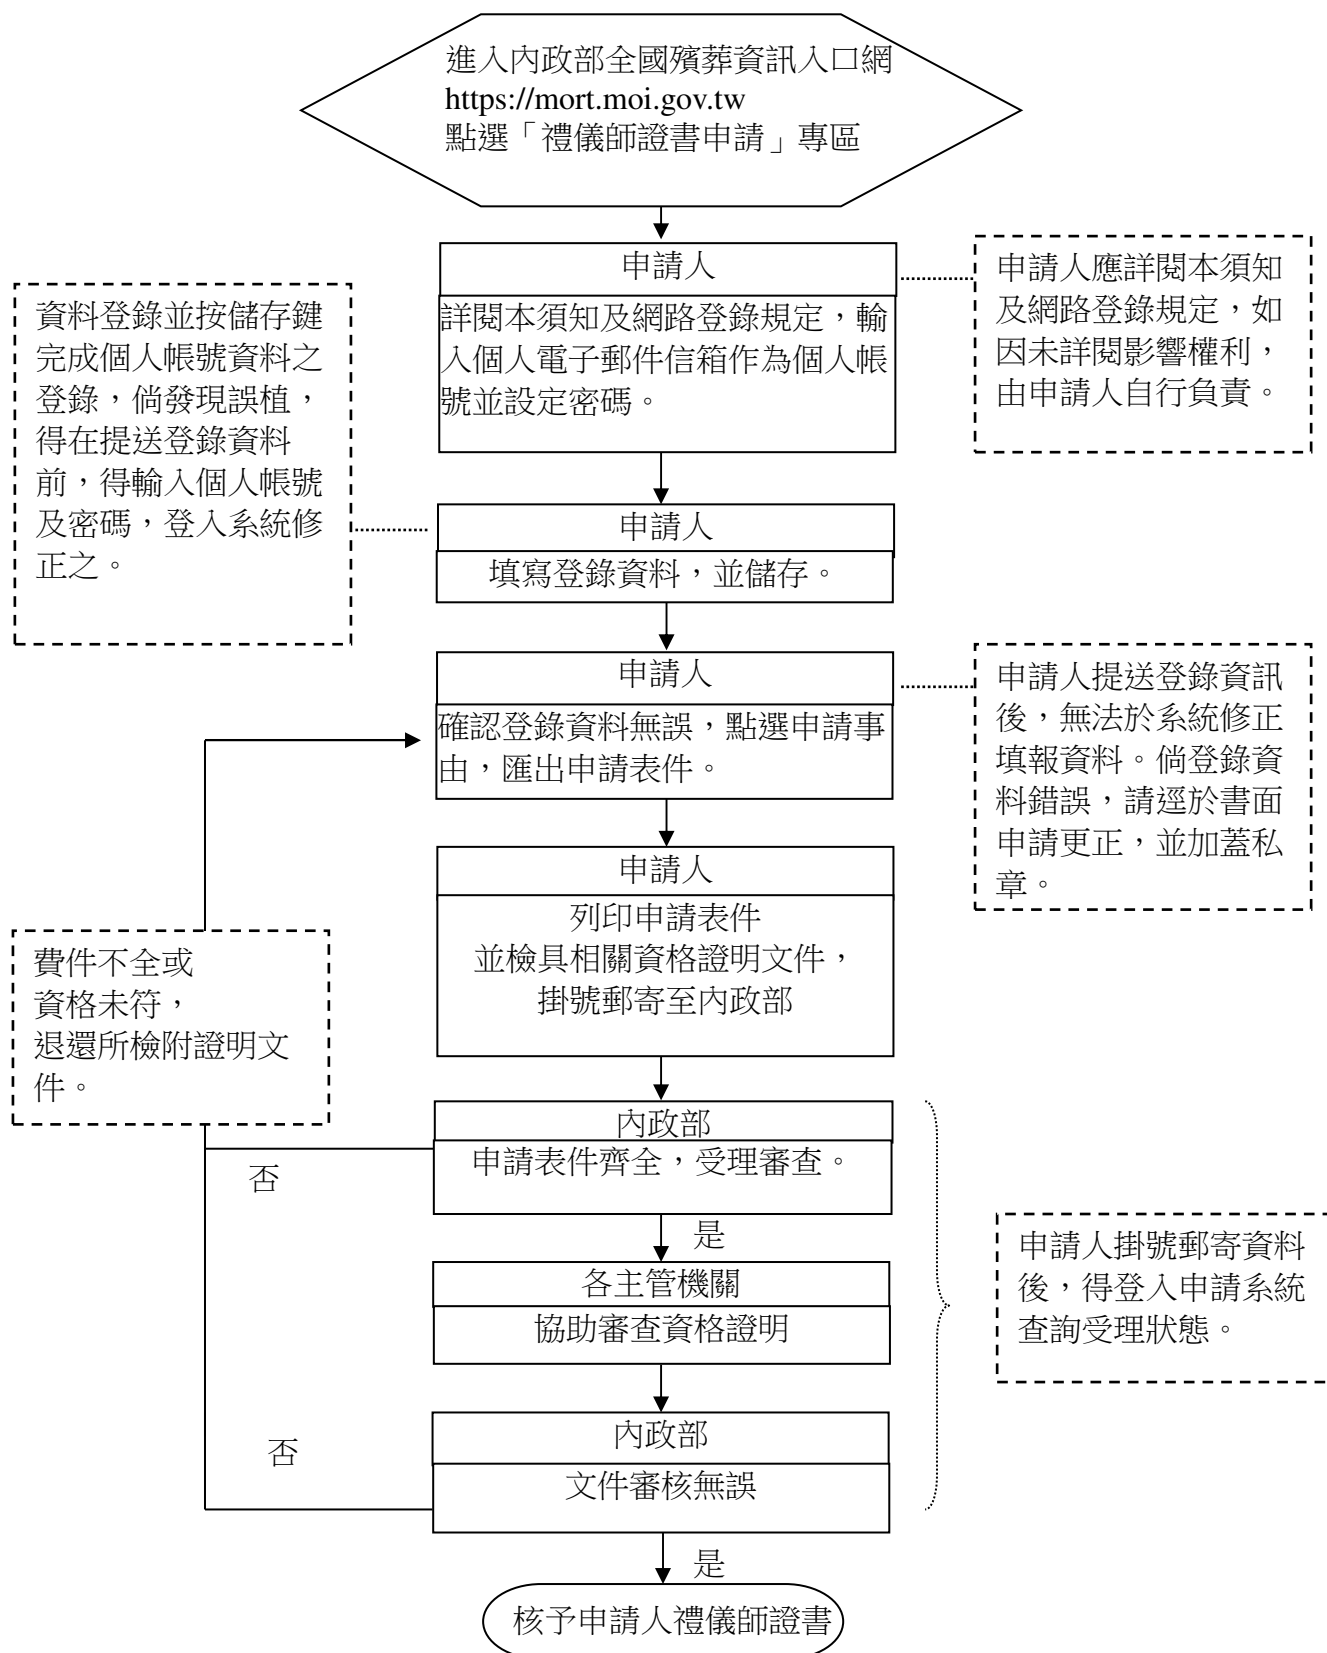 進入內政部全國殯葬資訊入口網
https://mort.moi.gov.tw
點選「禮儀師證書申請」專區
申請人
詳閱本須知及網路登錄規定，輸
入個人電子郵件信箱作為個人帳
號並設定密碼。
申請人應詳閱本須知
及網路登錄規定，如
因未詳閱影響權利，
由申請人自行負責。
資料登錄並按儲存鍵
完成個人帳號資料之
登錄，倘發現誤植，
得在提送登錄資料
前，得輸入個人帳號
及密碼，登入系統修
正之。
申請人
填寫登錄資料，並儲存。
申請人
確認登錄資料無誤，點選申請事
由，匯出申請表件。
申請人提送登錄資訊
後，無法於系統修正
填報資料。倘登錄資
料錯誤，請逕於書面
申請更正，並加蓋私
章。
申請人
列印申請表件
並檢具相關資格證明文件，
掛號郵寄至內政部
費件不全或
資格未符，
退還所檢附證明文
件。
內政部
申請表件齊全，受理審查。
否
是
各主管機關
協助審查資格證明
申請人掛號郵寄資料
後，得登入申請系統
查詢受理狀態。
內政部
文件審核無誤
否
是
核予申請人禮儀師證書